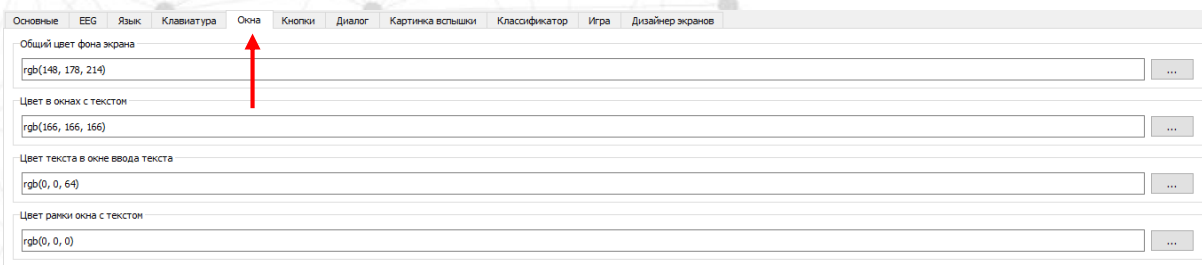 Основные EEG Язык Клавиатура Окна Кнопки Диалог Картинка вспышки Классификатор Игра Дизайнер экранов
Общий цвет фона экрана
rgb(148, 178, 214)
...
Цвет в окнах с текстом
rgb(166, 166, 166)
...
Цвет текста в окне ввода текста
rgb(0, 0, 64)
...
Цвет рамки окна с текстом
rgb(0, 0, 0)
...